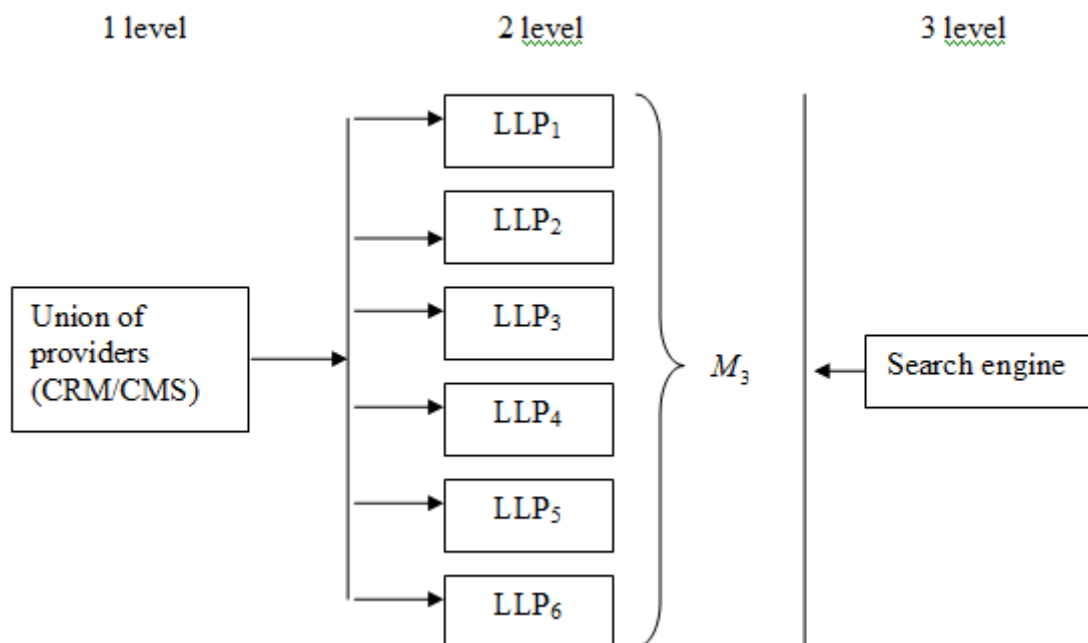 1 level
2 level
3 level
LLP₁
LLP₂
LLP₃
LLP₄
LLP₅
LLP₆
Union of
providers
(CRM/CMS)
M₃
Search engine